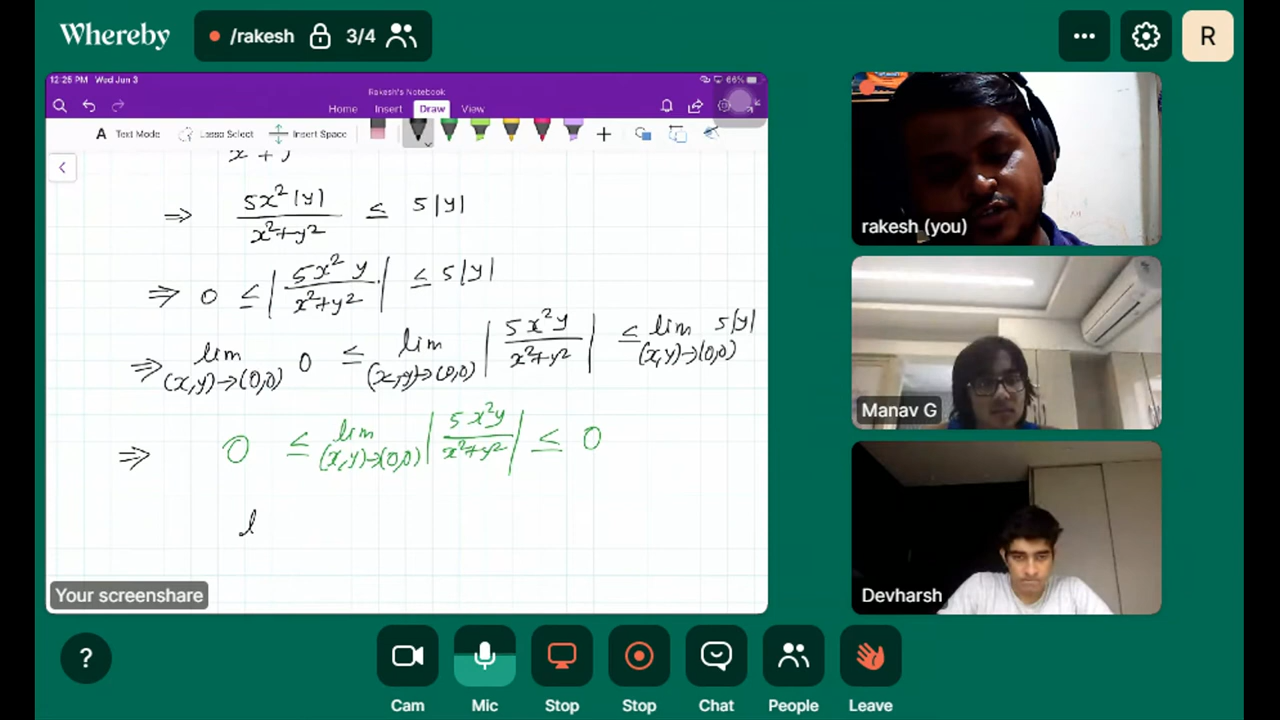 Whereby
/rakesh 3/4
R
12:25 PM Wed Jun 3
66%
Rakesh's Notebook
Home Insert Draw View
A Text Mode Lasso Select Insert Space
x + y
⇒ 5x²|y| / x²+y² ≤ 5|y|
⇒ 0 ≤ | 5x² y / x²+y² | ≤ 5|y|
⇒ lim (x,y)→(0,0) 0 ≤ lim (x,y)→(0,0) | 5x²y / x²+y² | ≤ lim (x,y)→(0,0) 5|y|
⇒ 0 ≤ lim (x,y)→(0,0) | 5x²y / x²+y² | ≤ 0
l
Your screenshare
rakesh (you)
Manav G
Devharsh
?
Cam Mic Stop Stop Chat People Leave